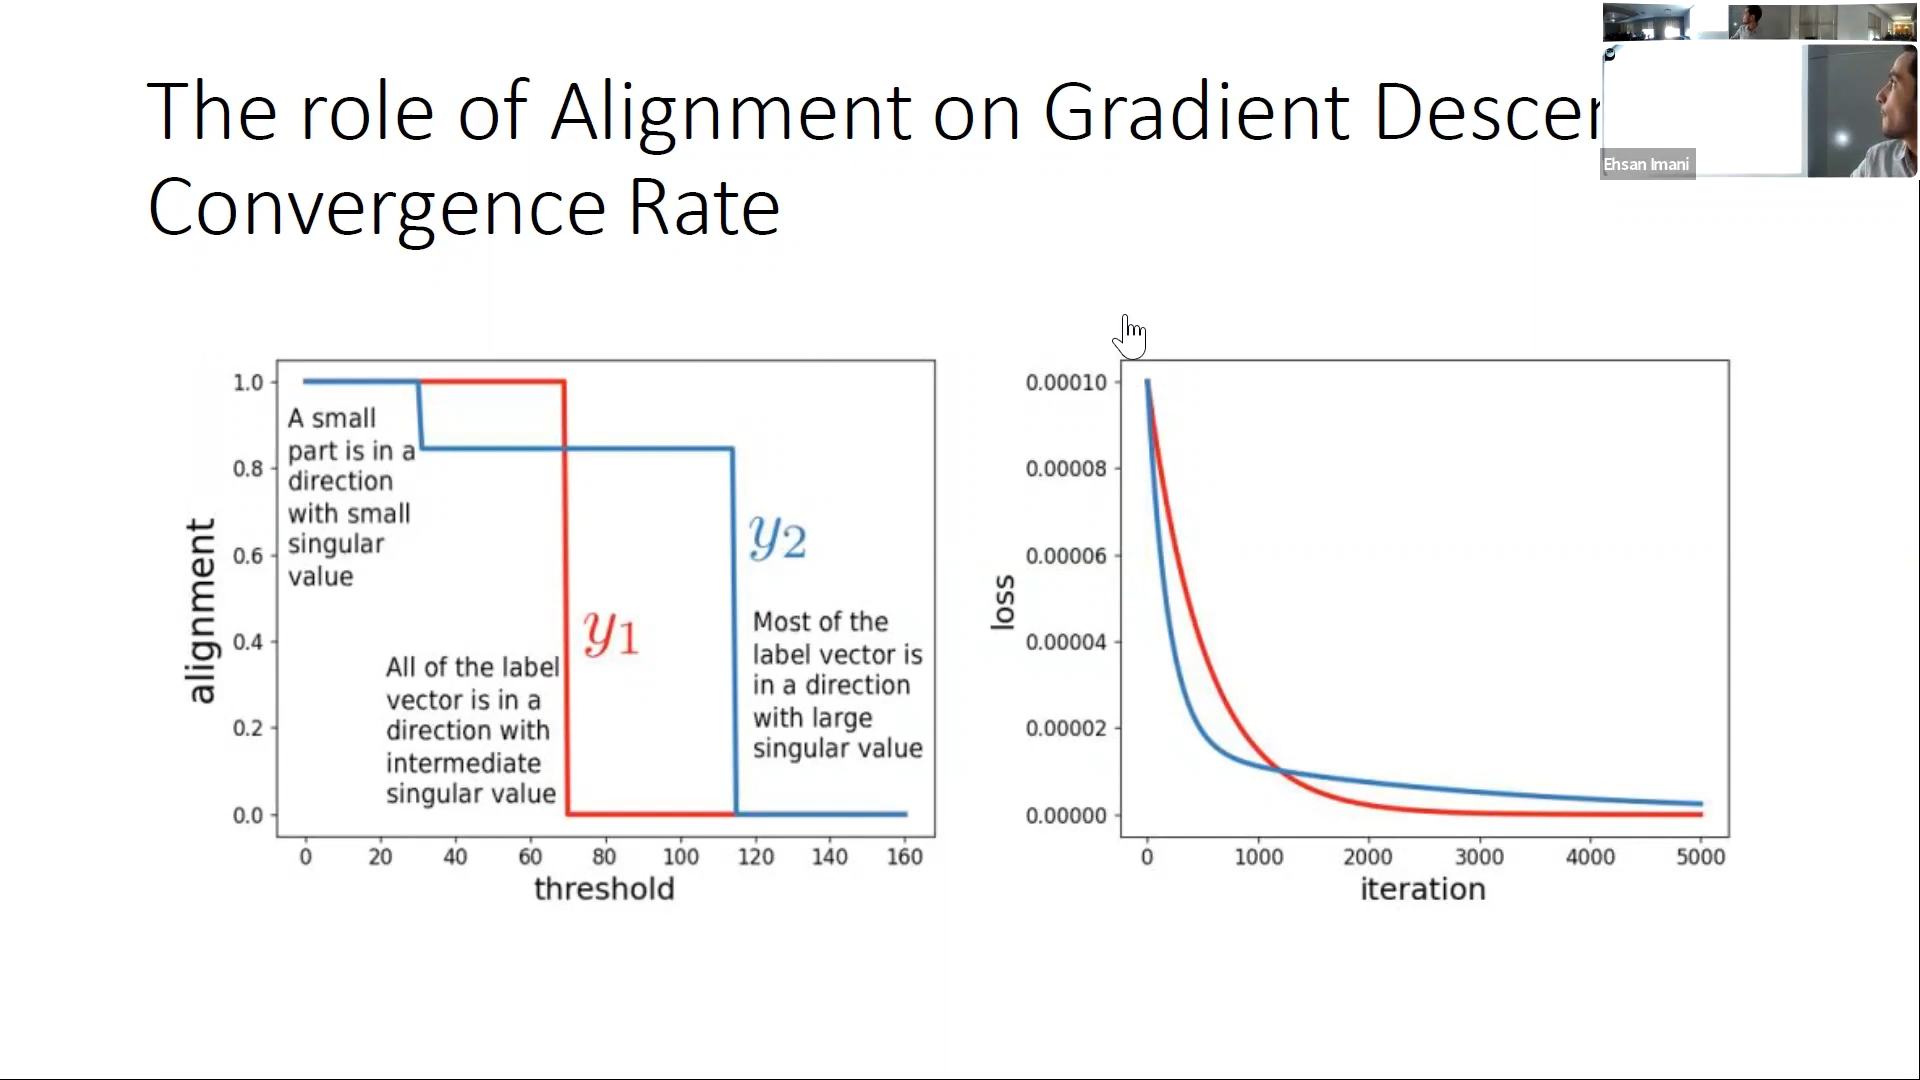 The role of Alignment on Gradient Descen
Convergence Rate
Ehsan Imani
alignment
1.0
0.8
0.6
0.4
0.2
0.0
A small
part is in a
direction
with small
singular
value
All of the label
vector is in a
direction with
intermediate
singular value
y1
y2
Most of the
label vector is
in a direction
with large
singular value
0 20 40 60 80 100 120 140 160
threshold
loss
0.00010
0.00008
0.00006
0.00004
0.00002
0.00000
0 1000 2000 3000 4000 5000
iteration